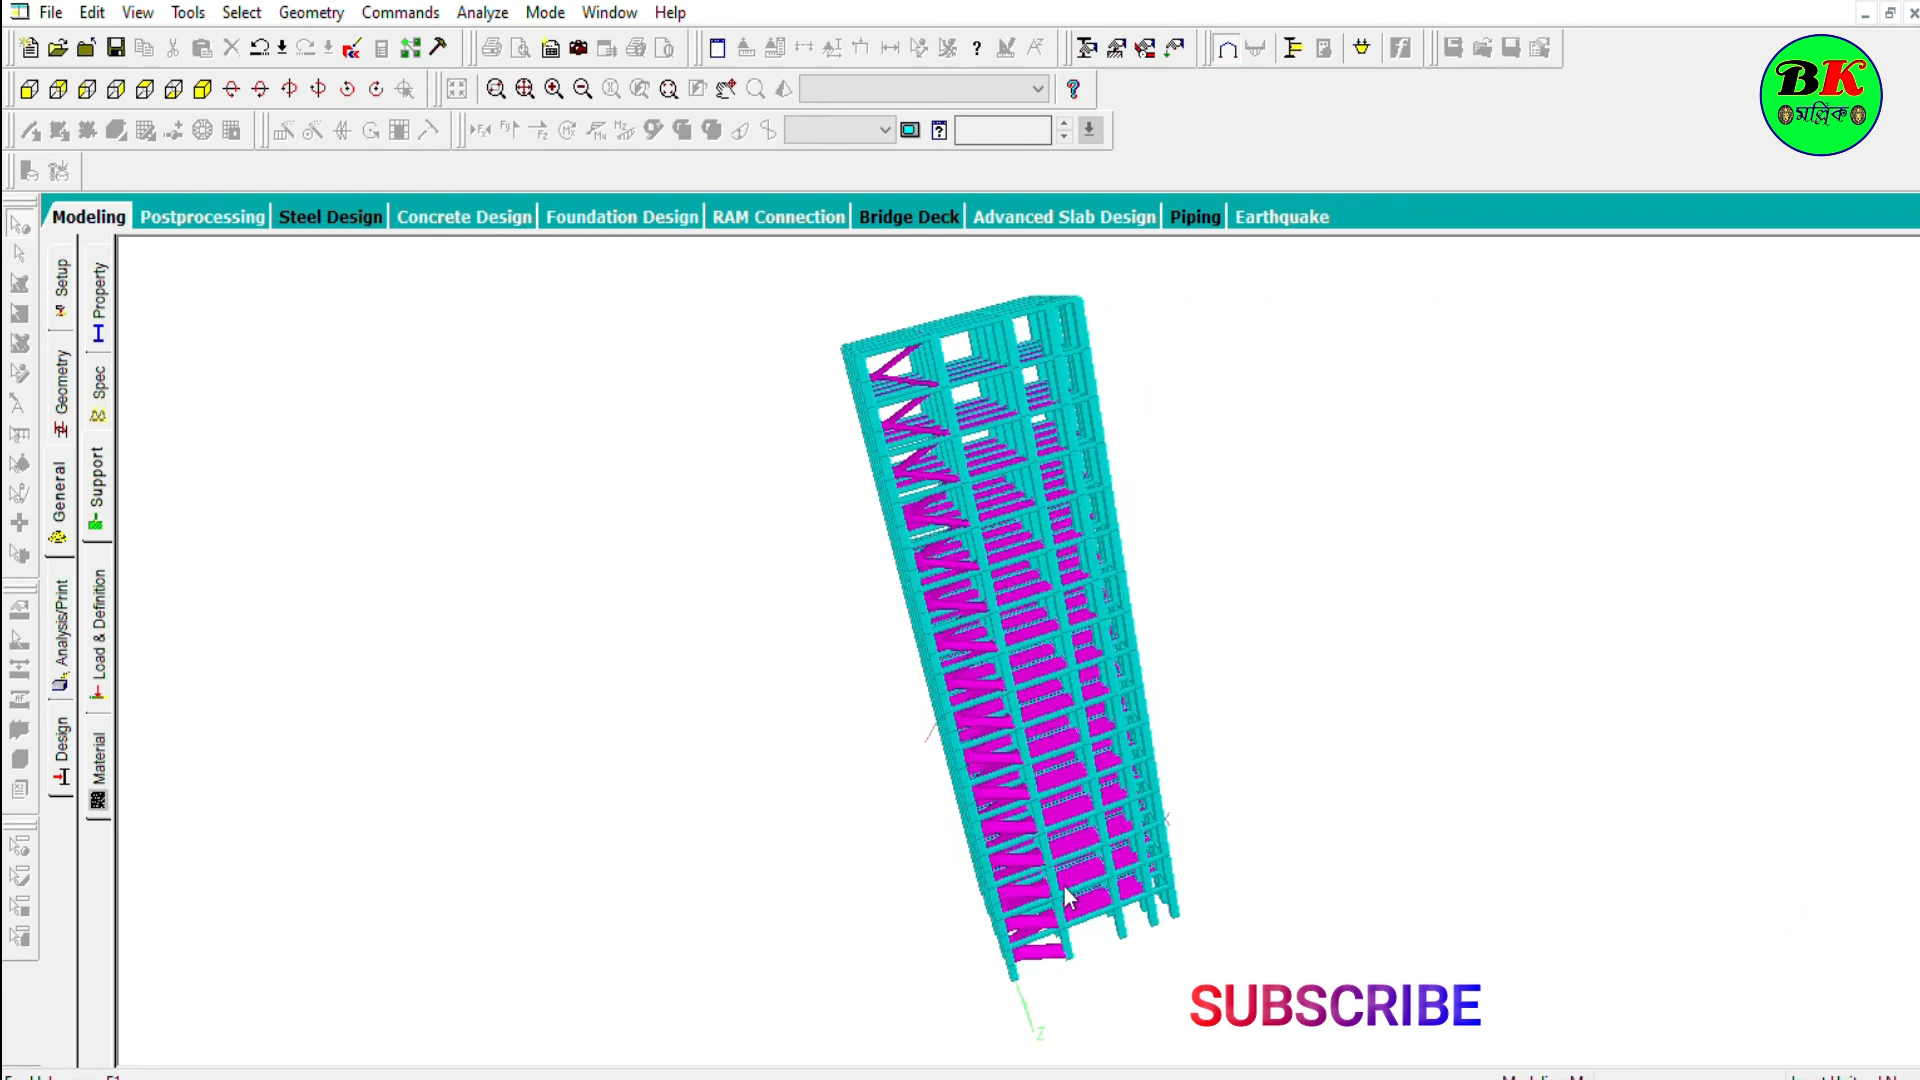 File Edit View Tools Select Geometry Commands Analyze Mode Window Help
BK
মল্লিক
Modeling Postprocessing Steel Design Concrete Design Foundation Design RAM Connection Bridge Deck Advanced Slab Design Piping Earthquake
Setup
Geometry
General
Analysis/Print
Design
Property
Spec
Support
Load & Definition
Material
X
Z
SUBSCRIBE